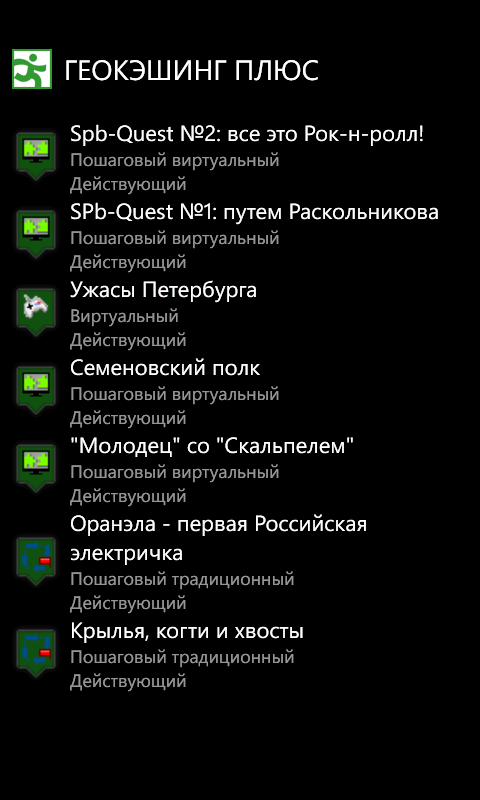 ГЕОКЭШИНГ ПЛЮС
Spb-Quest №2: все это Рок-н-ролл!
Пошаговый виртуальный
Действующий
SPb-Quest №1: путем Раскольникова
Пошаговый виртуальный
Действующий
Ужасы Петербурга
Виртуальный
Действующий
Семеновский полк
Пошаговый виртуальный
Действующий
"Молодец" со "Скальпелем"
Пошаговый виртуальный
Действующий
Оранэла - первая Российская
электричка
Пошаговый традиционный
Действующий
Крылья, когти и хвосты
Пошаговый традиционный
Действующий